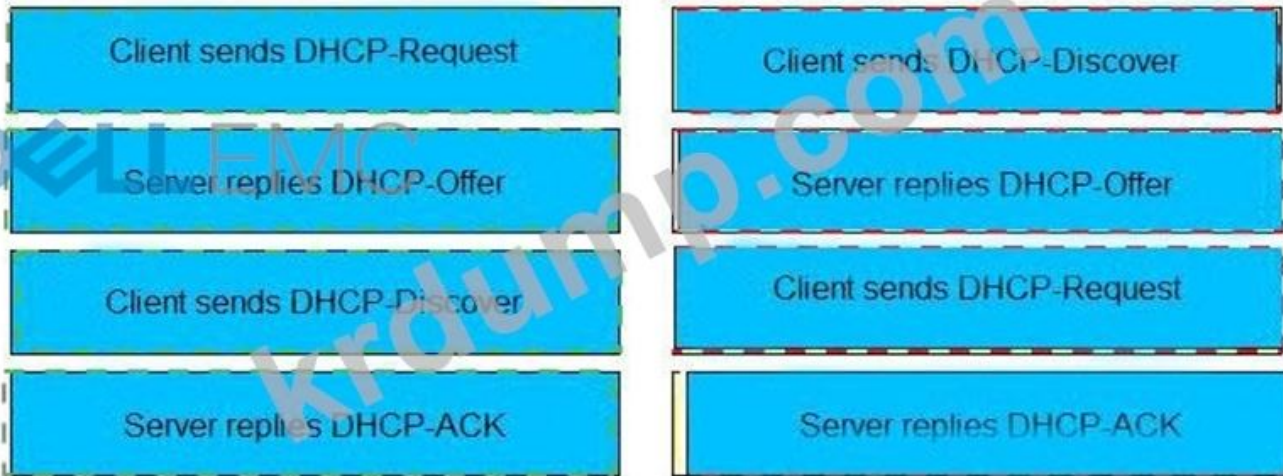 Client sends DHCP-Request
Client sends DHCP-Discover
Server replies DHCP-Offer
Server replies DHCP-Offer
Client sends DHCP-Discover
Client sends DHCP-Request
Server replies DHCP-ACK
Server replies DHCP-ACK
ELL EMC
krdump.com